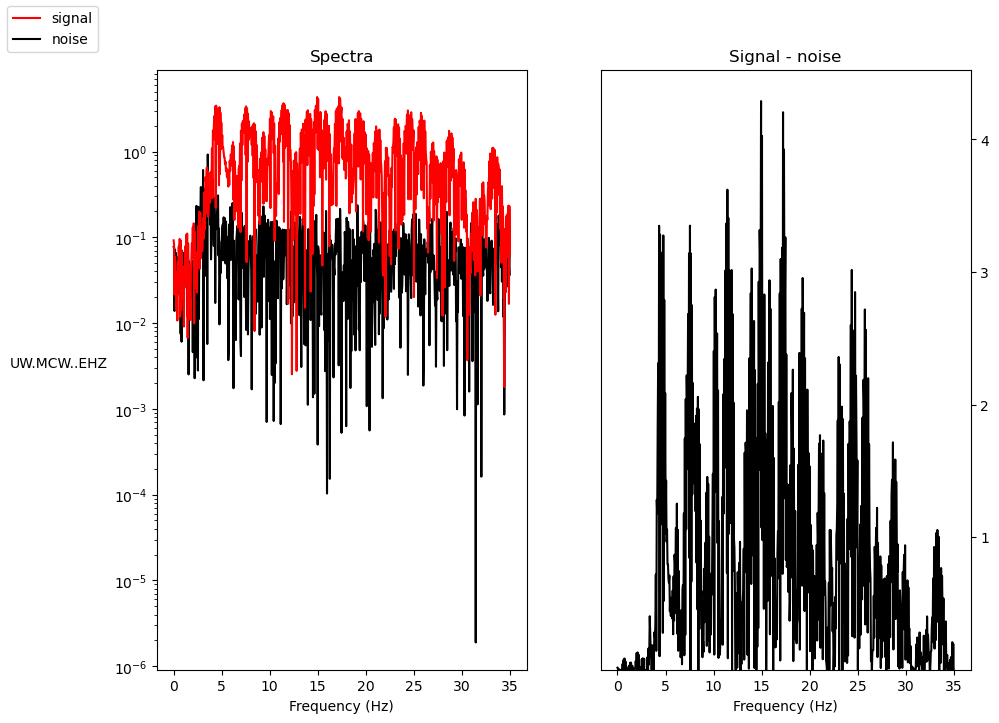 signal
noise
Spectra
Signal - noise
UW.MCW..EHZ
10^0
10^-1
10^-2
10^-3
10^-4
10^-5
10^-6
0 5 10 15 20 25 30 35
Frequency (Hz)
4
3
2
1
0 5 10 15 20 25 30 35
Frequency (Hz)